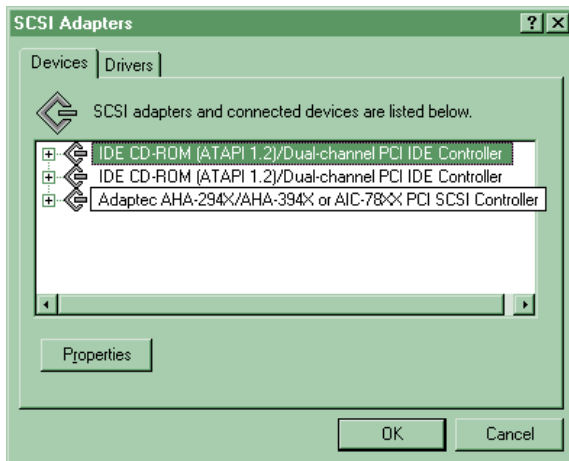 SCSI Adapters
Devices Drivers
SCSI adapters and connected devices are listed below.
IDE CD-ROM (ATAPI 1.2)/Dual-channel PCI IDE Controller
IDE CD-ROM (ATAPI 1.2)/Dual-channel PCI IDE Controller
Adaptec AHA-294X/AHA-394X or AIC-78XX PCI SCSI Controller
Properties
OK Cancel